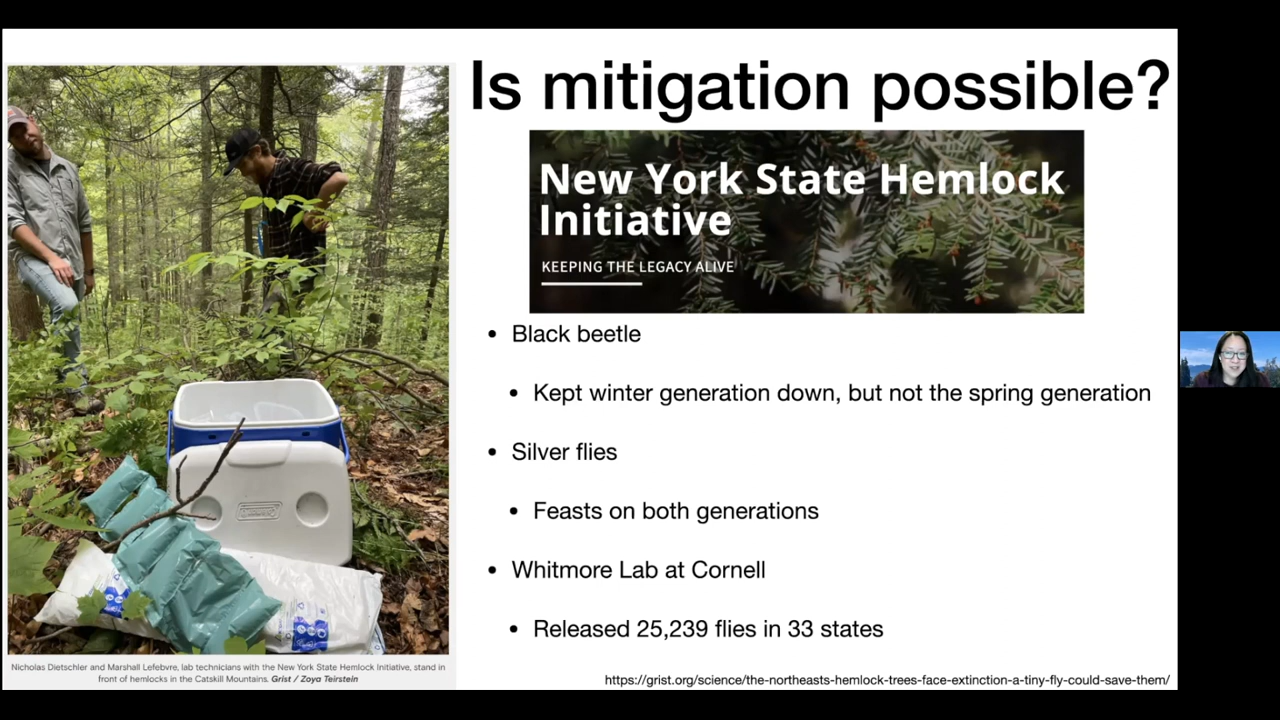 Is mitigation possible?
New York State Hemlock
Initiative
KEEPING THE LEGACY ALIVE
• Black beetle
• Kept winter generation down, but not the spring generation
• Silver flies
• Feasts on both generations
• Whitmore Lab at Cornell
• Released 25,239 flies in 33 states
Coleman
Nicholas Dietschler and Marshall Lefebvre, lab technicians with the New York State Hemlock Initiative, stand in
front of hemlocks in the Catskill Mountains. Grist / Zoya Teirstein
https://grist.org/science/the-northeasts-hemlock-trees-face-extinction-a-tiny-fly-could-save-them/